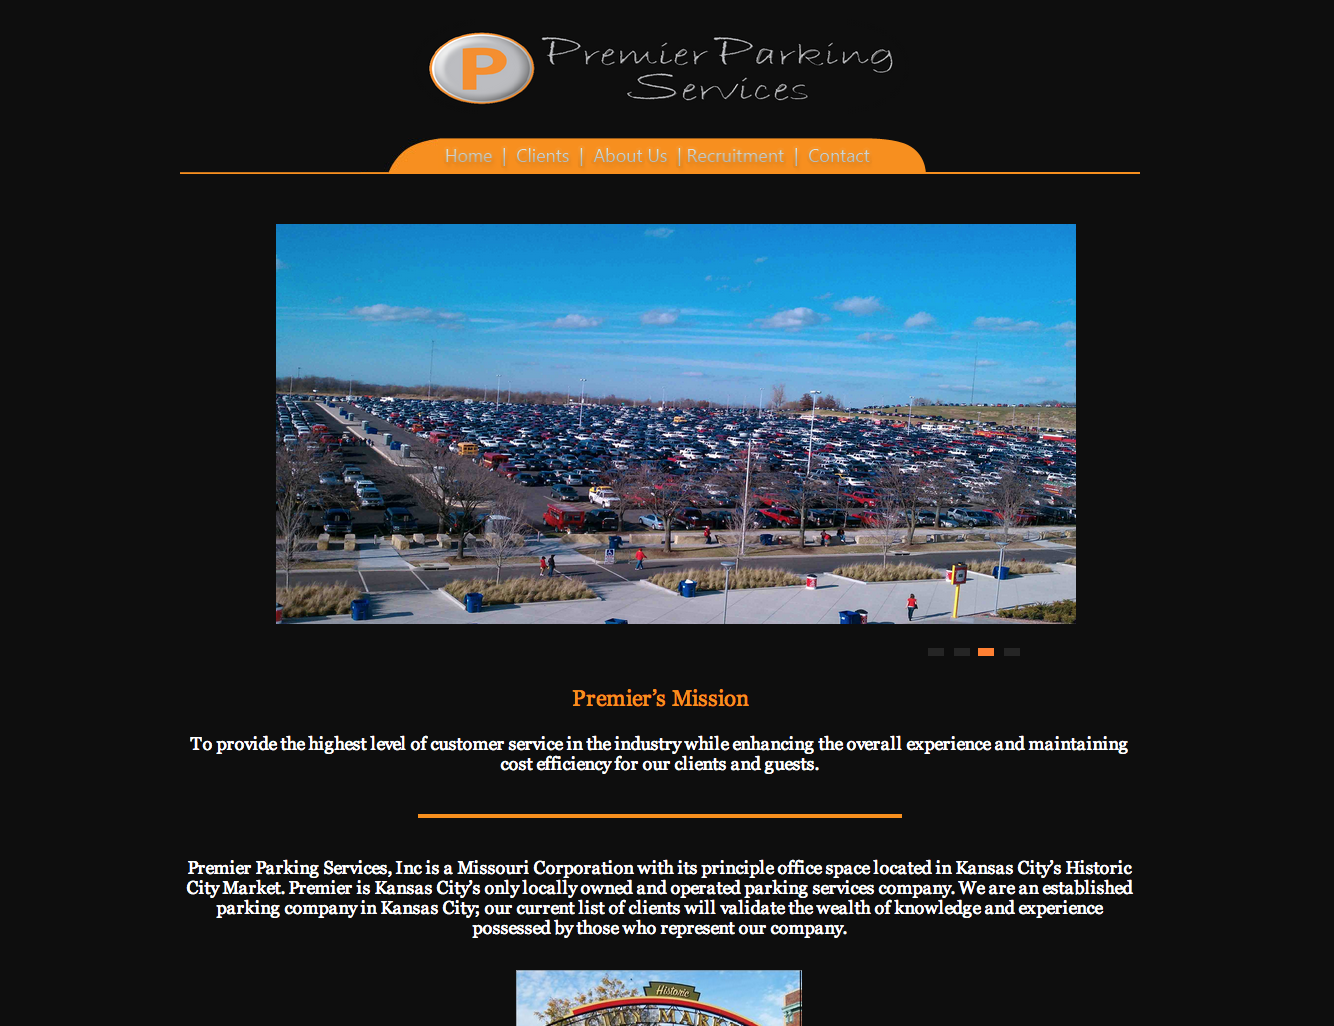 P
Premier Parking
Services
Home | Clients | About Us | Recruitment | Contact
Premier’s Mission
To provide the highest level of customer service in the industry while enhancing the overall experience and maintaining
cost efficiency for our clients and guests.
Premier Parking Services, Inc is a Missouri Corporation with its principle office space located in Kansas City’s Historic
City Market. Premier is Kansas City’s only locally owned and operated parking services company. We are an established
parking company in Kansas City; our current list of clients will validate the wealth of knowledge and experience
possessed by those who represent our company.
Historic